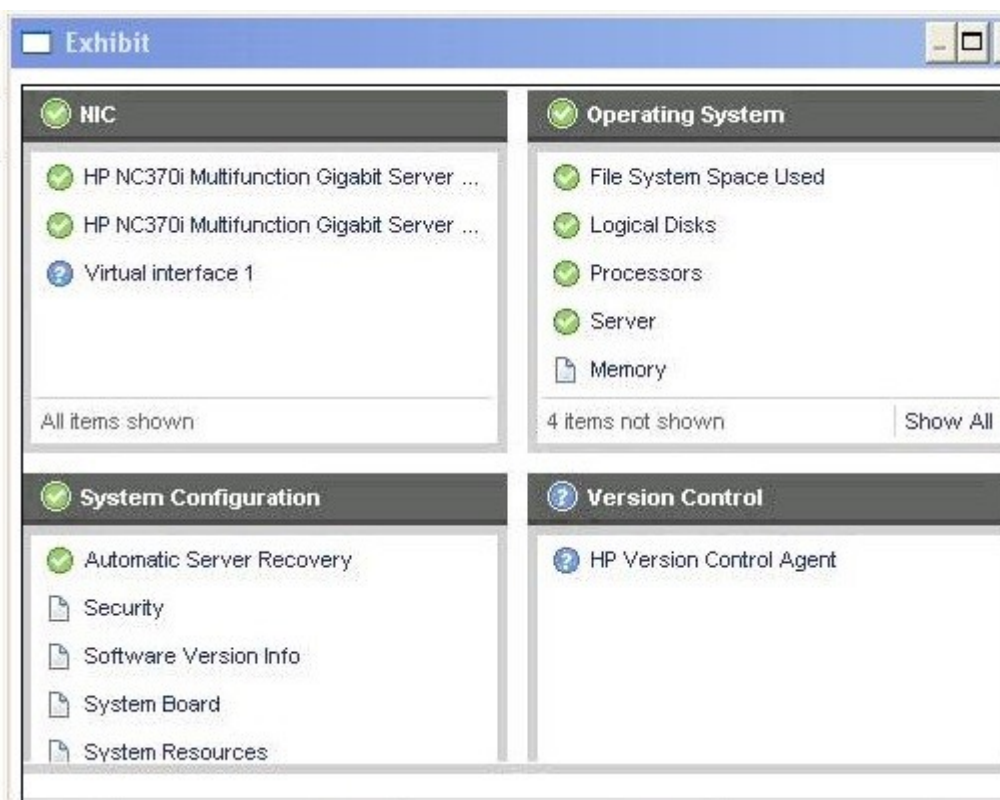 Exhibit
NIC
HP NC370i Multifunction Gigabit Server ...
HP NC370i Multifunction Gigabit Server ...
Virtual interface 1
All items shown
Operating System
File System Space Used
Logical Disks
Processors
Server
Memory
4 items not shown
Show All
System Configuration
Automatic Server Recovery
Security
Software Version Info
System Board
System Resources
Version Control
HP Version Control Agent